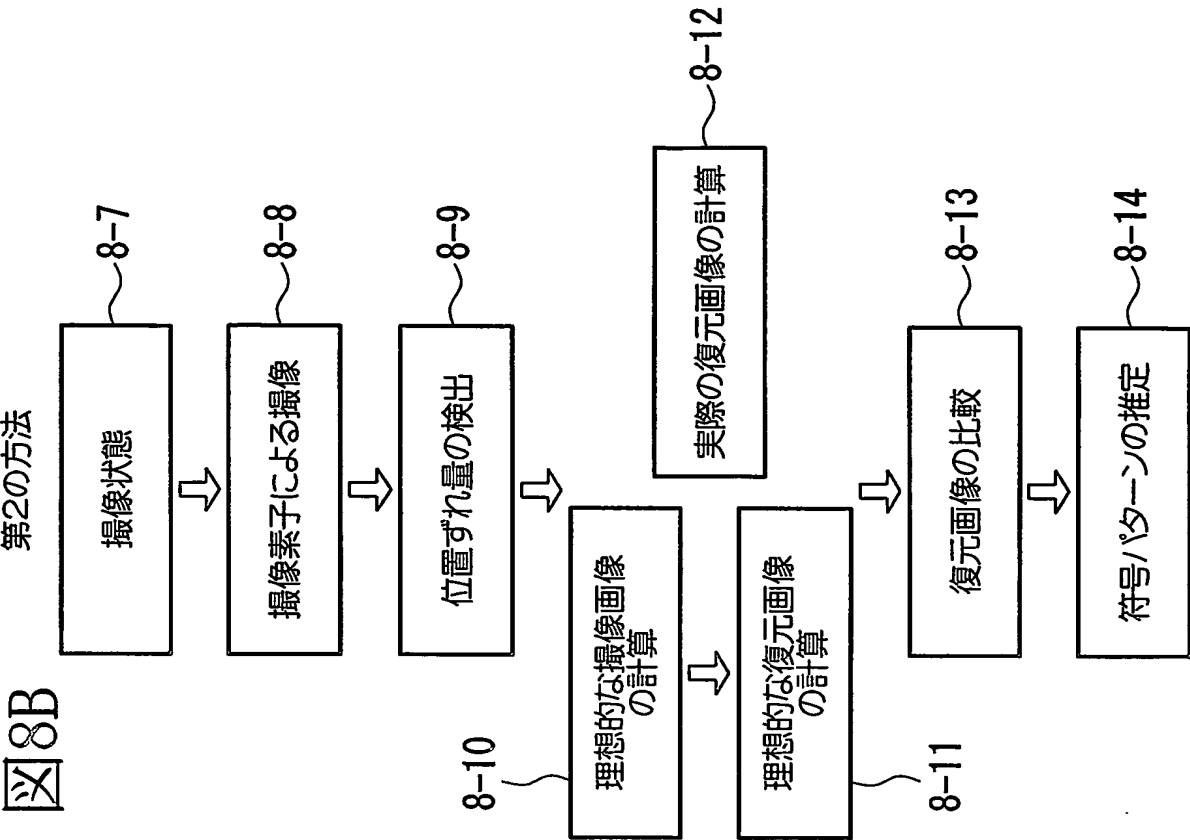 図8B
第2の方法
撮像状態
8-7
撮像素子による撮像
8-8
位置ずれ量の検出
8-9
8-10
理想的な撮像画像
の計算
理想的な復元画像
の計算
8-11
実際の復元画像の計算
8-12
復元画像の比較
8-13
符号パターンの推定
8-14